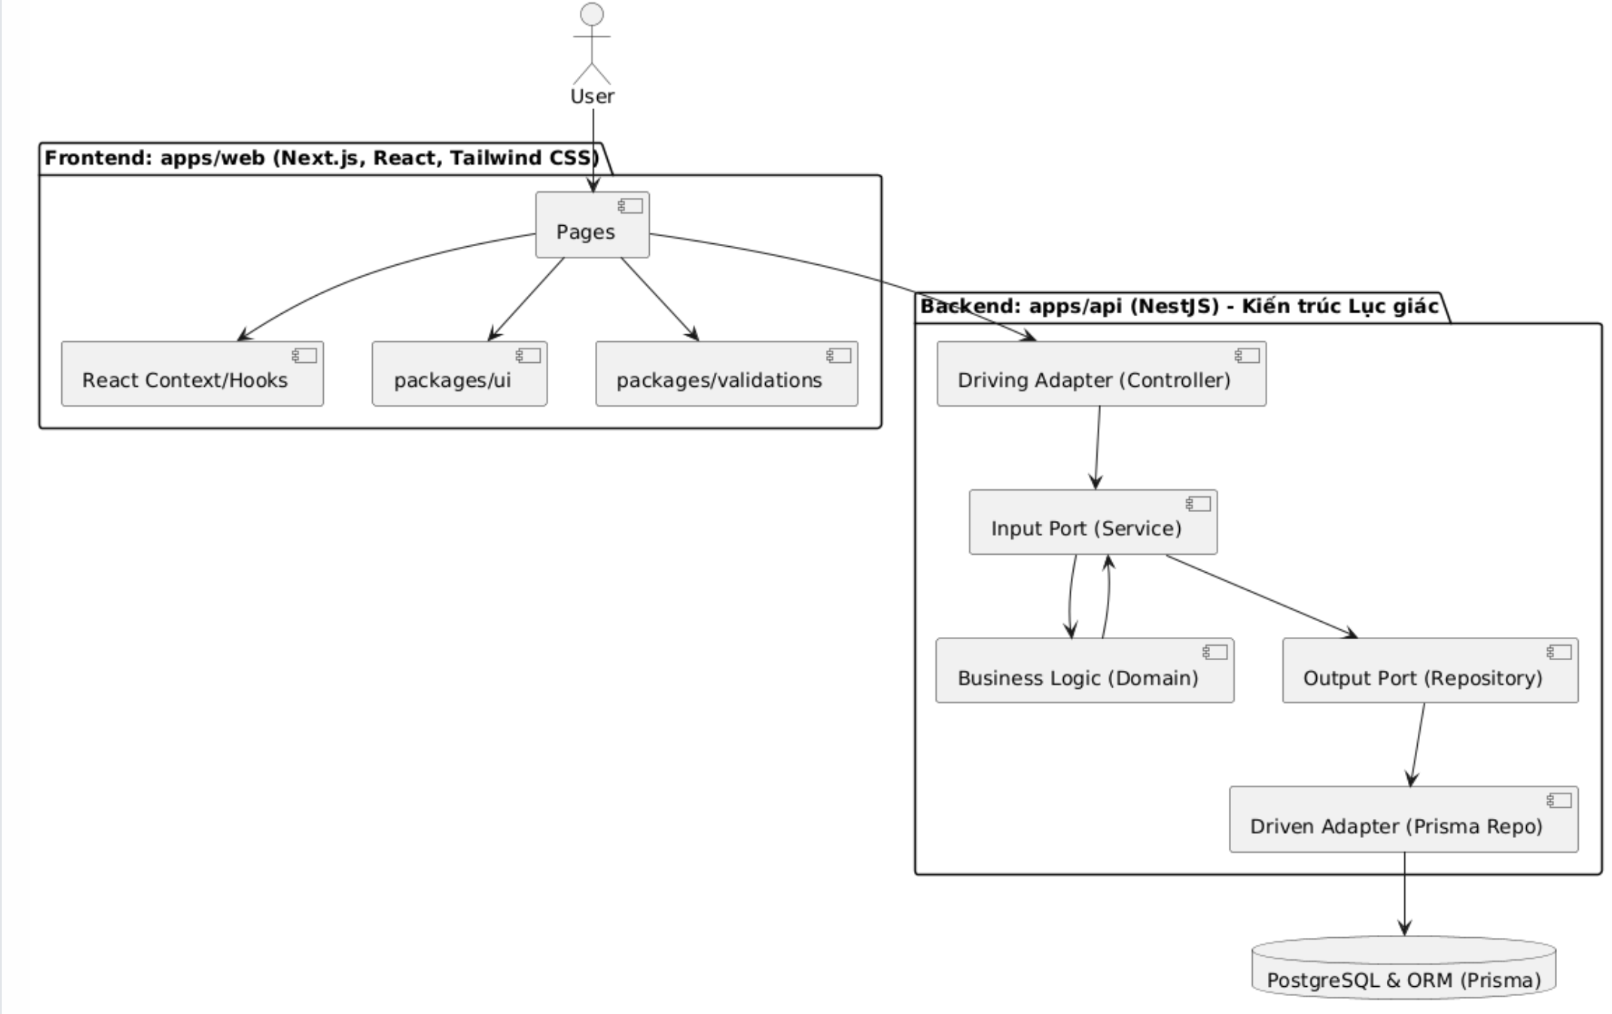 User
Frontend: apps/web (Next.js, React, Tailwind CSS)
Pages
React Context/Hooks
packages/ui
packages/validations
Backend: apps/api (NestJS) - Kiến trúc Lục giác
Driving Adapter (Controller)
Input Port (Service)
Business Logic (Domain)
Output Port (Repository)
Driven Adapter (Prisma Repo)
PostgreSQL & ORM (Prisma)